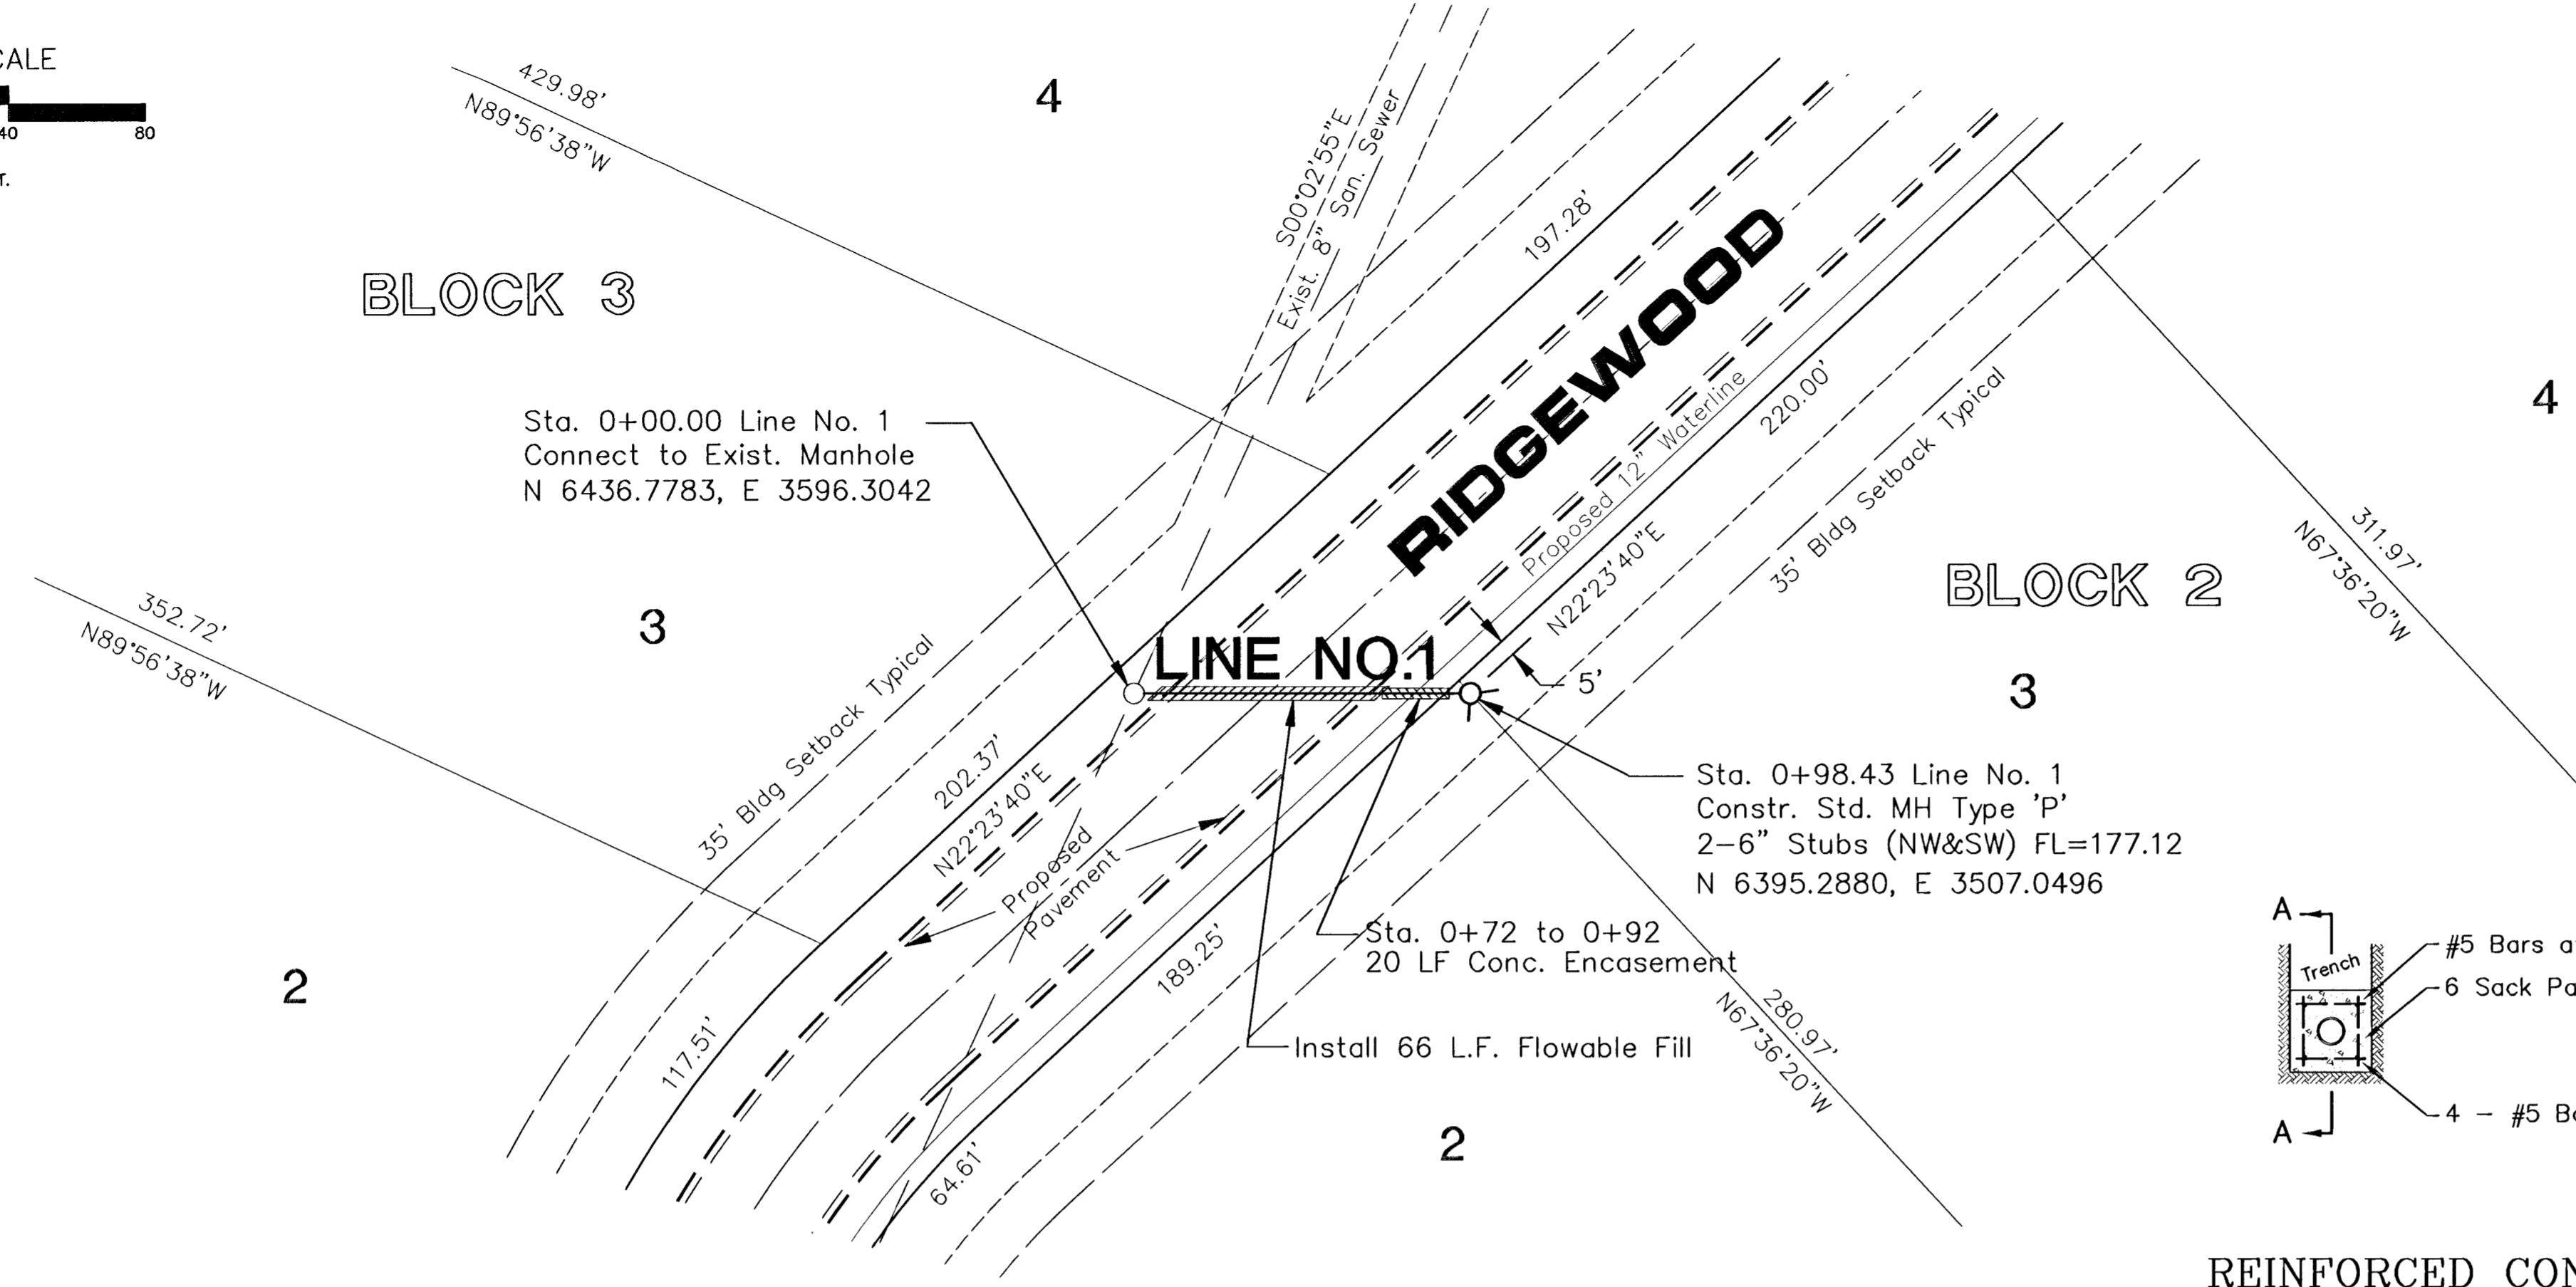 CALE
40 80
r.
429.98'
N89°56'38"W
4
S00°02'55"E
Exist. 8" San. Sewer
197.28'
RIDGEWOOD
BLOCK 3
Sta. 0+00.00 Line No. 1
Connect to Exist. Manhole
N 6436.7783, E 3596.3042
Proposed 12" Waterline
220.00'
35' Bldg Setback Typical
4
N22°23'40"E
311.97'
N67°36'20"W
BLOCK 2
352.72'
N89°56'38"W
3
35' Bldg Setback Typical
LINE NO.1
5'
3
202.37'
N22°23'40"E
Proposed
Pavement
Sta. 0+98.43 Line No. 1
Constr. Std. MH Type 'P'
2-6" Stubs (NW&SW) FL=177.12
N 6395.2880, E 3507.0496
Sta. 0+72 to 0+92
20 LF Conc. Encasement
189.25'
2
Install 66 L.F. Flowable Fill
280.97'
N67°36'20"W
117.51'
64.61'
2
A
Trench
#5 Bars a
6 Sack Pa
4 - #5 B
A
REINFORCED CON